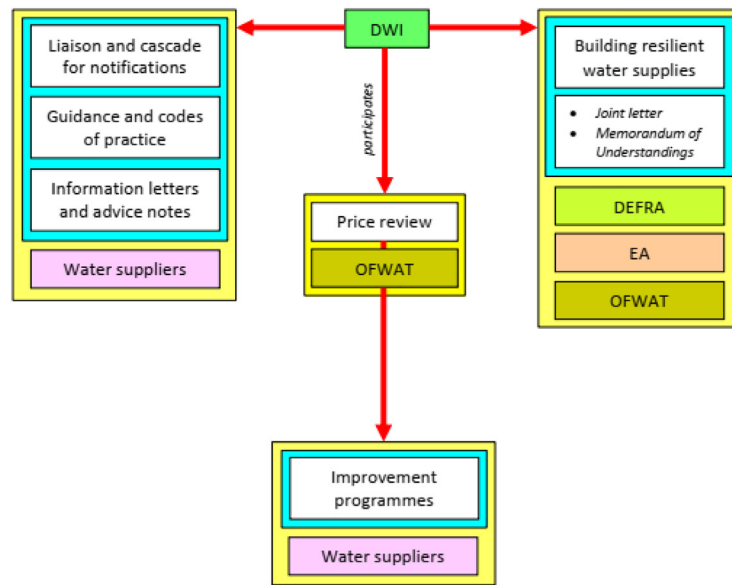 DWI
Liaison and cascade
for notifications
Guidance and codes
of practice
Information letters
and advice notes
Water suppliers
participates
Price review
OFWAT
Building resilient
water supplies
• Joint letter
• Memorandum of
Understandings
DEFRA
EA
OFWAT
Improvement
programmes
Water suppliers